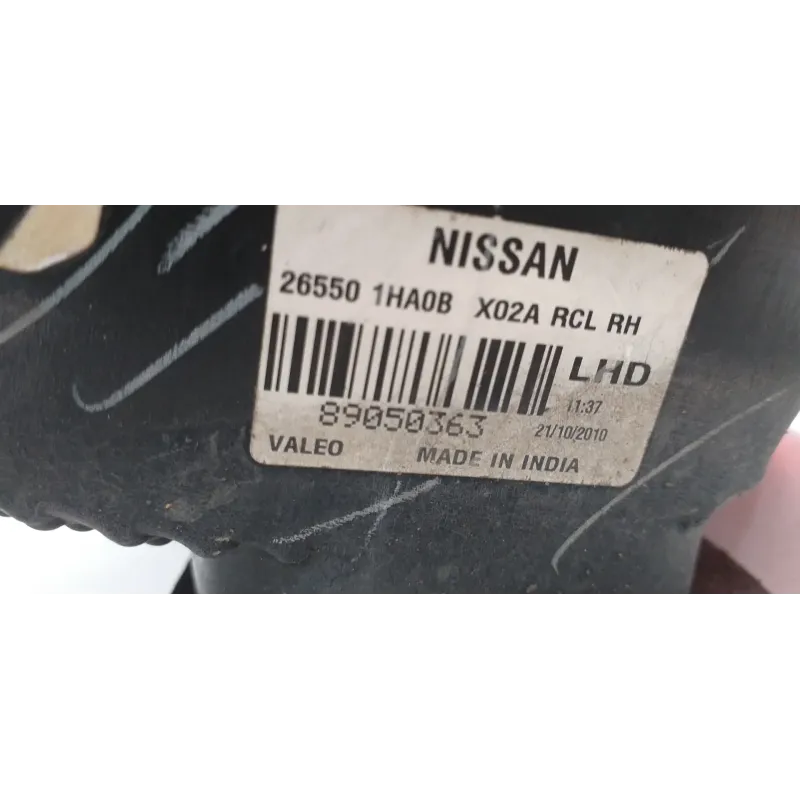 NISSAN
26550 1HA0B X02A RCL RH
LHD
11:37
89050363
21/10/2010
VALEO MADE IN INDIA